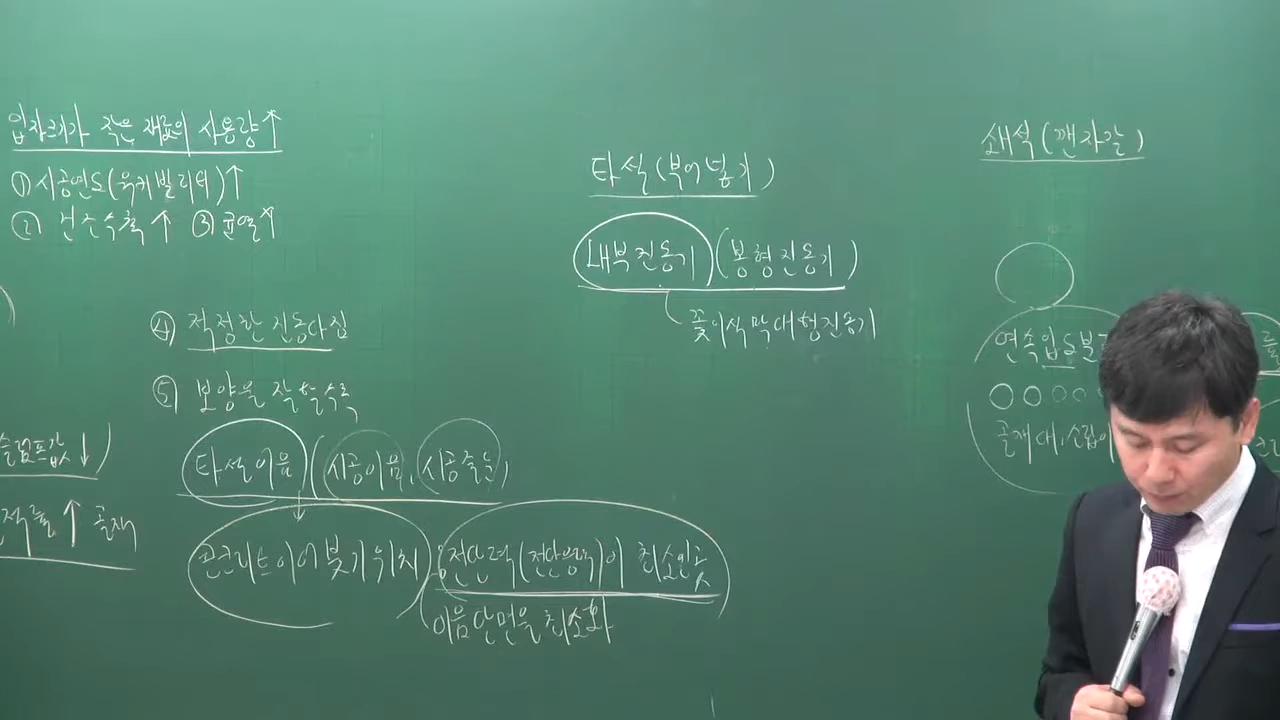 입자크기가 작은 재료의 사용량↑
① 시공연도(워커빌리티)↑
② 건조수축↑ ③ 균열↑
④ 적정한 진동다짐
⑤ 보양을 잘할수록
슬럼프값↓
적률↑ 골재
타설이음(시공이음, 시공줄눈)
콘크리트이어붓기위치 : 전단력(전단응력)이 최소인곳
이음단면을 최소화
타설(부어넣기)
내부진동기(봉형진동기)
꽂이식막대형진동기
쇄석(깬자갈)
연속입도
골재대,소립이